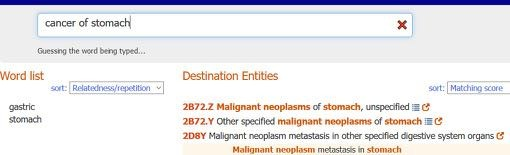 cancer of stomach
Guessing the word being typed...
Word list
sort: Relatedness/repetition
gastric
stomach
Destination Entities
sort: Matching score
2B72.Z Malignant neoplasms of stomach, unspecified
2B72.Y Other specified malignant neoplasms of stomach
2D8Y Malignant neoplasm metastasis in other specified digestive system organs
Malignant neoplasm metastasis in stomach